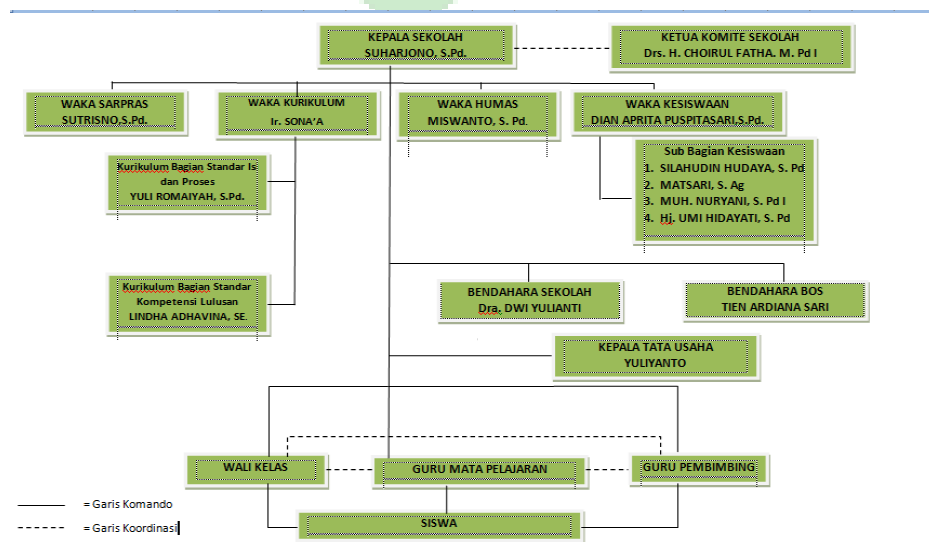 KEPALA SEKOLAH
SUHARJONO, S.Pd.
KETUA KOMITE SEKOLAH
Drs. H. CHOIRUL FATHA. M. Pd I
WAKA SARPRAS
SUTRISNO,S.Pd.
WAKA KURIKULUM
Ir. SONA'A
WAKA HUMAS
MISWANTO, S. Pd.
WAKA KESISWAAN
DIAN APRITA PUSPITASARI,S.Pd.
Kurikulum Bagian Standar Is
dan Proses
YULI ROMAIYAH, S.Pd.
Sub Bagian Kesiswaan
1. SILAHUDIN HUDAYA, S. Pd
2. MATSARI, S. Ag
3. MUH. NURYANI, S. Pd I
4. Hj. UMI HIDAYATI, S. Pd
Kurikulum Bagian Standar
Kompetensi Lulusan
LINDHA ADHAVINA, SE.
BENDAHARA SEKOLAH
Dra. DWI YULIANTI
BENDAHARA BOS
TIEN ARDIANA SARI
KEPALA TATA USAHA
YULIYANTO
WALI KELAS
GURU MATA PELAJARAN
GURU PEMBIMBING
SISWA
= Garis Komando
= Garis Koordinasi